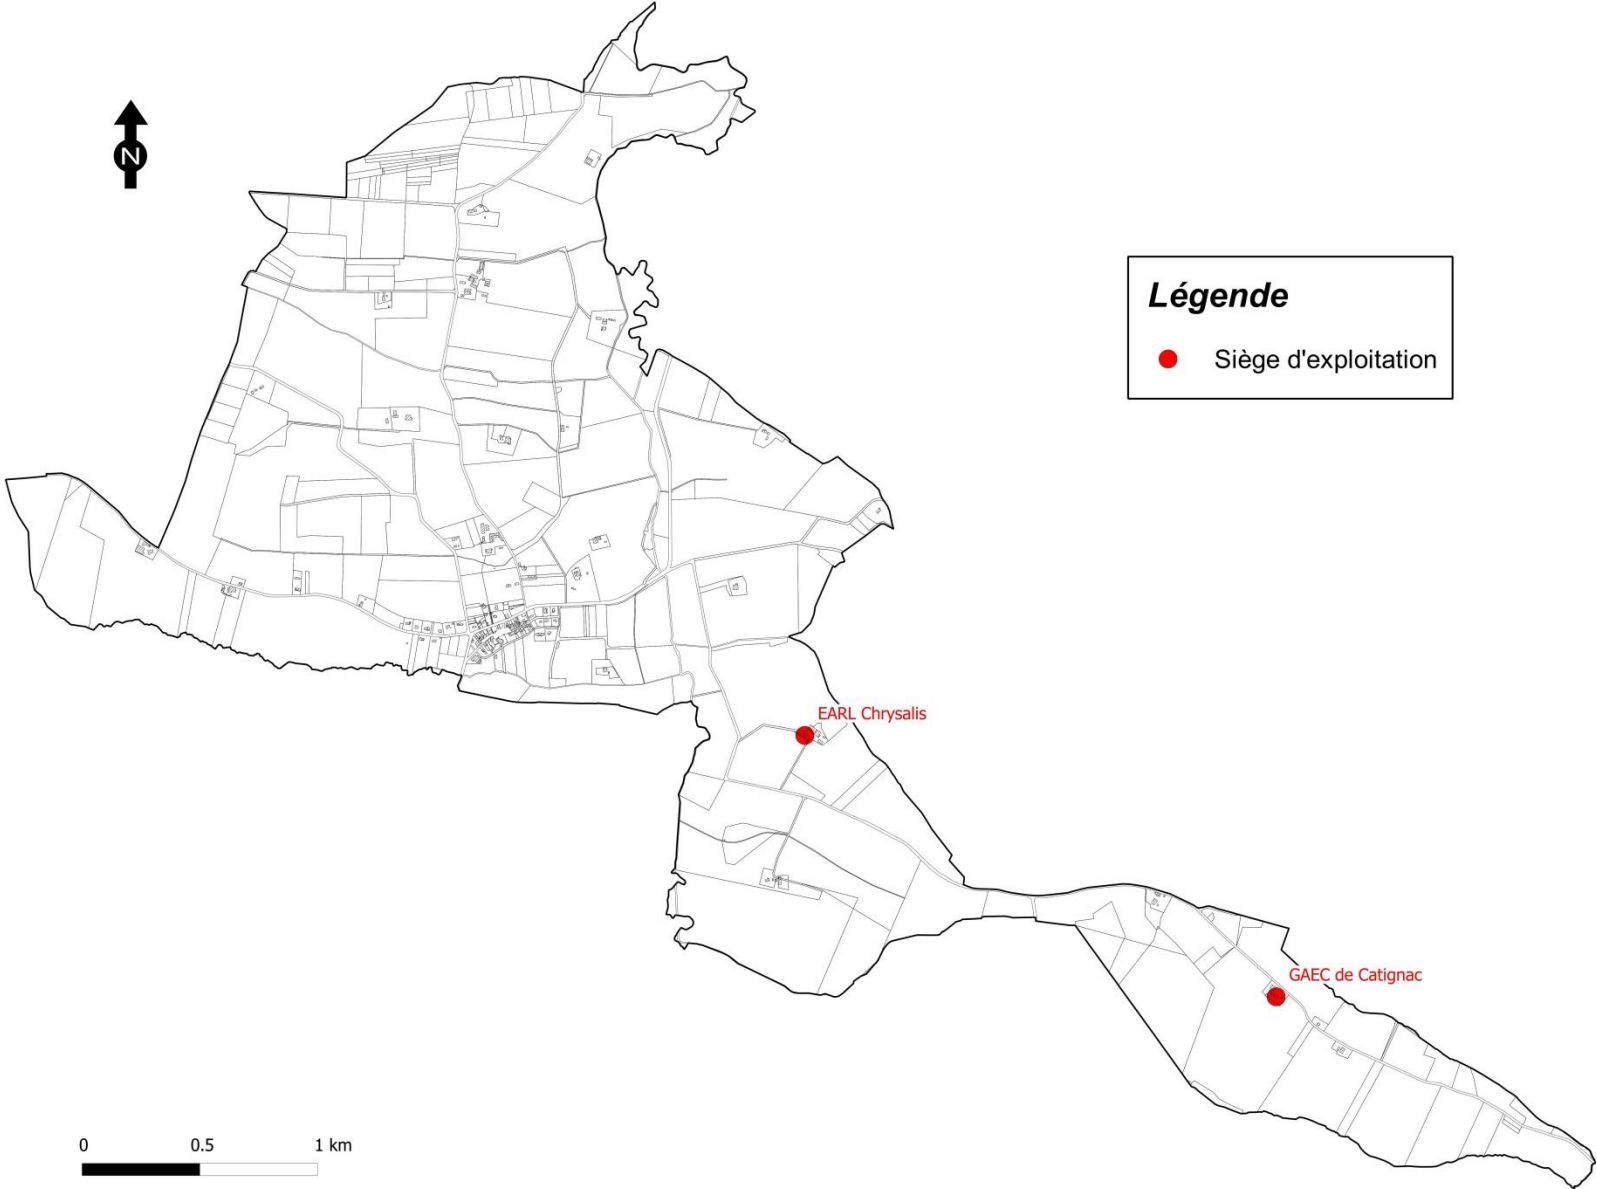 N
Légende
Siège d'exploitation
EARL Chrysalis
GAEC de Catignac
0 0.5 1 km